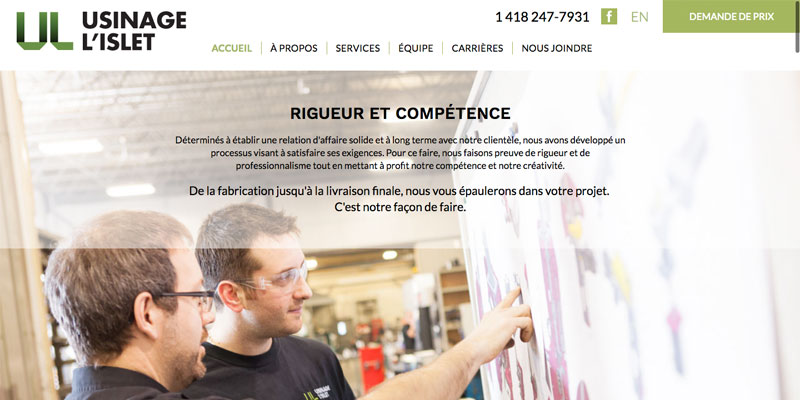 UL USINAGE
L'ISLET
1 418 247-7931 f EN DEMANDE DE PRIX
ACCUEIL À PROPOS SERVICES ÉQUIPE CARRIÈRES NOUS JOINDRE
RIGUEUR ET COMPÉTENCE
Déterminés à établir une relation d'affaire solide et à long terme avec notre clientèle, nous avons développé un
processus visant à satisfaire ses exigences. Pour ce faire, nous faisons preuve de rigueur et de
professionnalisme tout en mettant à profit notre compétence et notre créativité.
De la fabrication jusqu'à la livraison finale, nous vous épaulerons dans votre projet.
C'est notre façon de faire.
UL USINAGE
L'ISLET